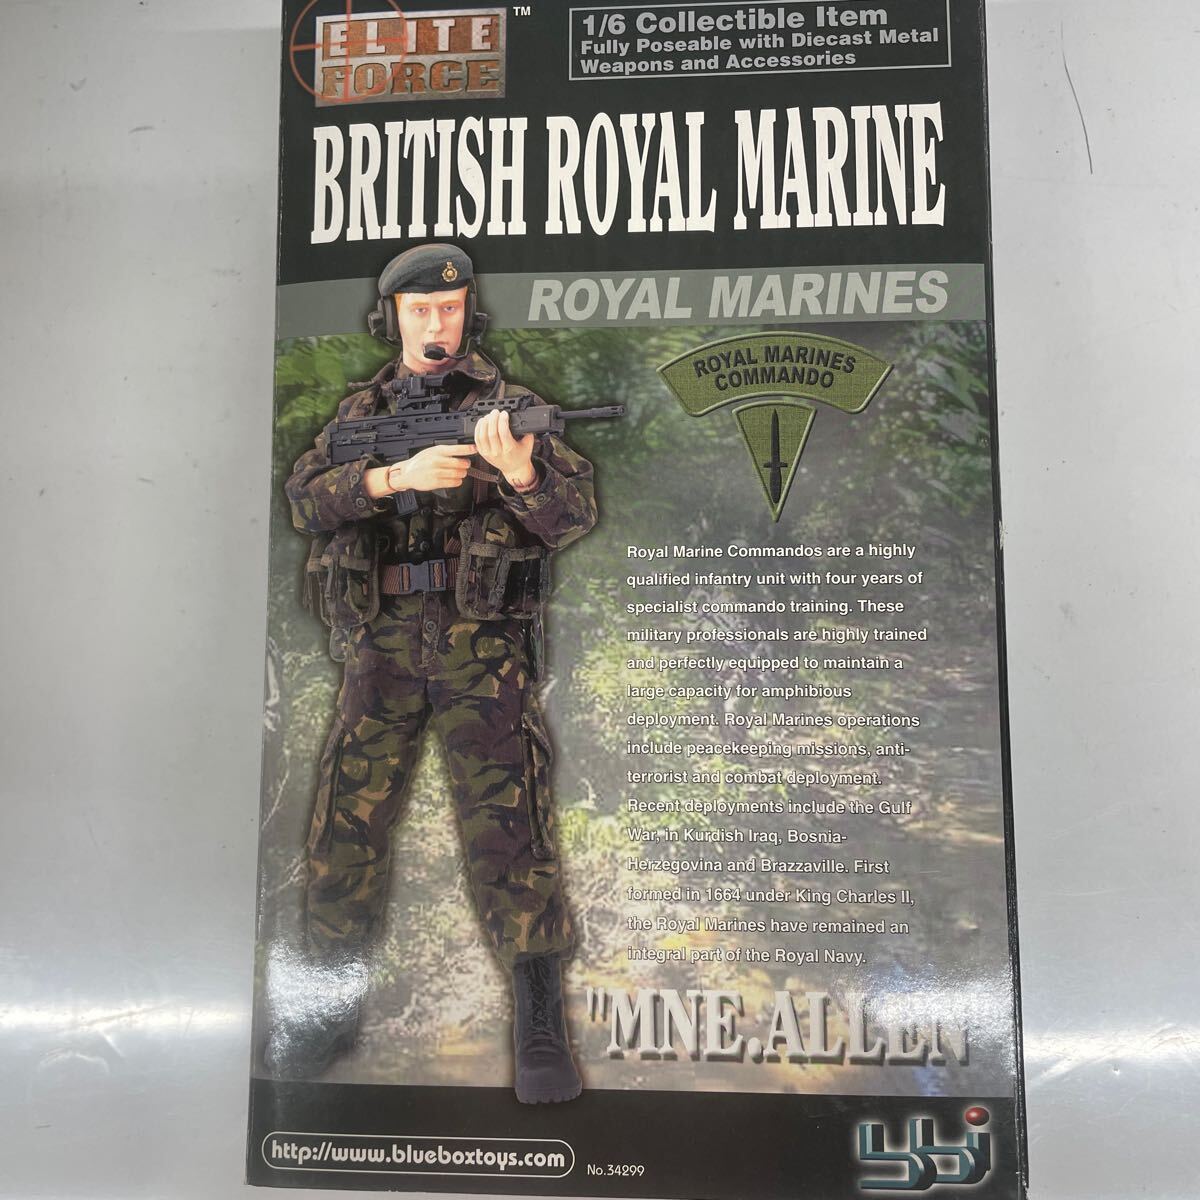 ELITE
FORCE
™
1/6 Collectible Item
Fully Poseable with Diecast Metal
Weapons and Accessories
BRITISH ROYAL MARINE
ROYAL MARINES
ROYAL MARINES
COMMANDO
Royal Marine Commandos are a highly
qualified infantry unit with four years of
specialist commando training. These
military professionals are highly trained
and perfectly equipped to maintain a
large capacity for amphibious
deployment. Royal Marines operations
include peacekeeping missions, anti-
terrorist and combat deployment.
Recent deployments include the Gulf
War, in Kurdish Iraq, Bosnia-
Herzegovina and Brazzaville. First
formed in 1664 under King Charles II,
the Royal Marines have remained an
integral part of the Royal Navy.
"MNE.ALLEN
http://www.blueboxtoys.com
No.34299
bbi